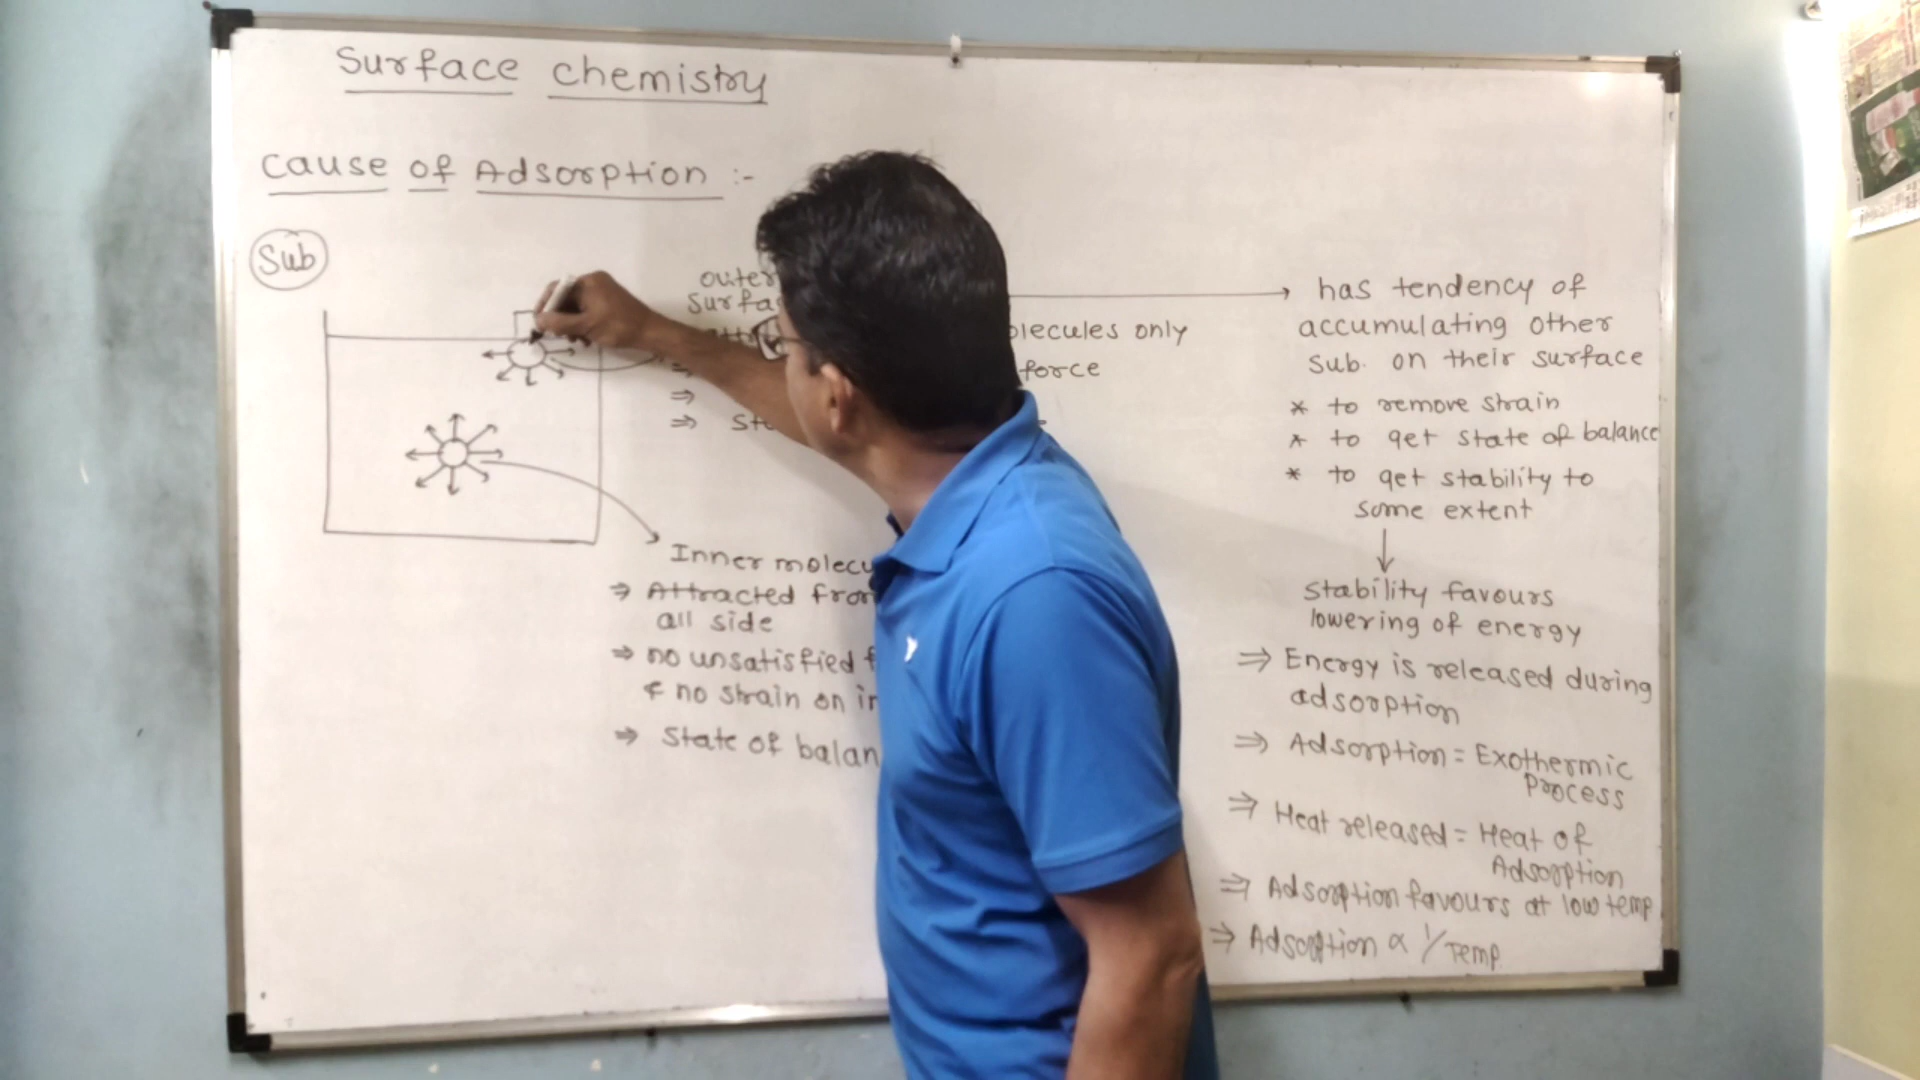 Surface chemistry
Cause of Adsorption :-
Sub
outer
Surfa
olecules only
force
⇒
⇒
⇒
Inner molecu
⇒ Attracted fro
all side
⇒ no unsatisfied f
& no strain on in
⇒ State of balan
has tendency of
accumulating other
Sub. on their surface
* to remove strain
* to get state of balance
* to get stability to
some extent
↓
Stability favours
lowering of energy
⇒ Energy is released during
adsorption
⇒ Adsorption = Exothermic
Process
⇒ Heat released = Heat of
Adsorption
⇒ Adsorption favours at low temp
⇒ Adsorption ∝ 1/Temp.